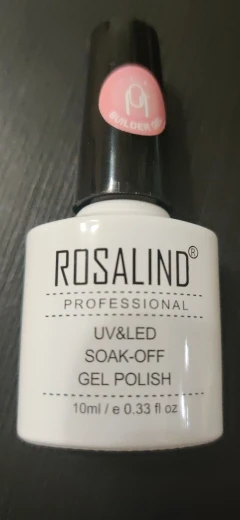 BUILDER GEL
ROSALIND®
PROFESSIONAL
UV&LED
SOAK-OFF
GEL POLISH
10ml / e 0.33 fl oz